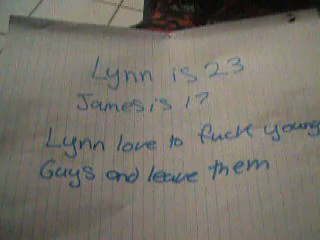 Lynn is 23
James is 17
Lynn love to fuck young
Guys and leave them